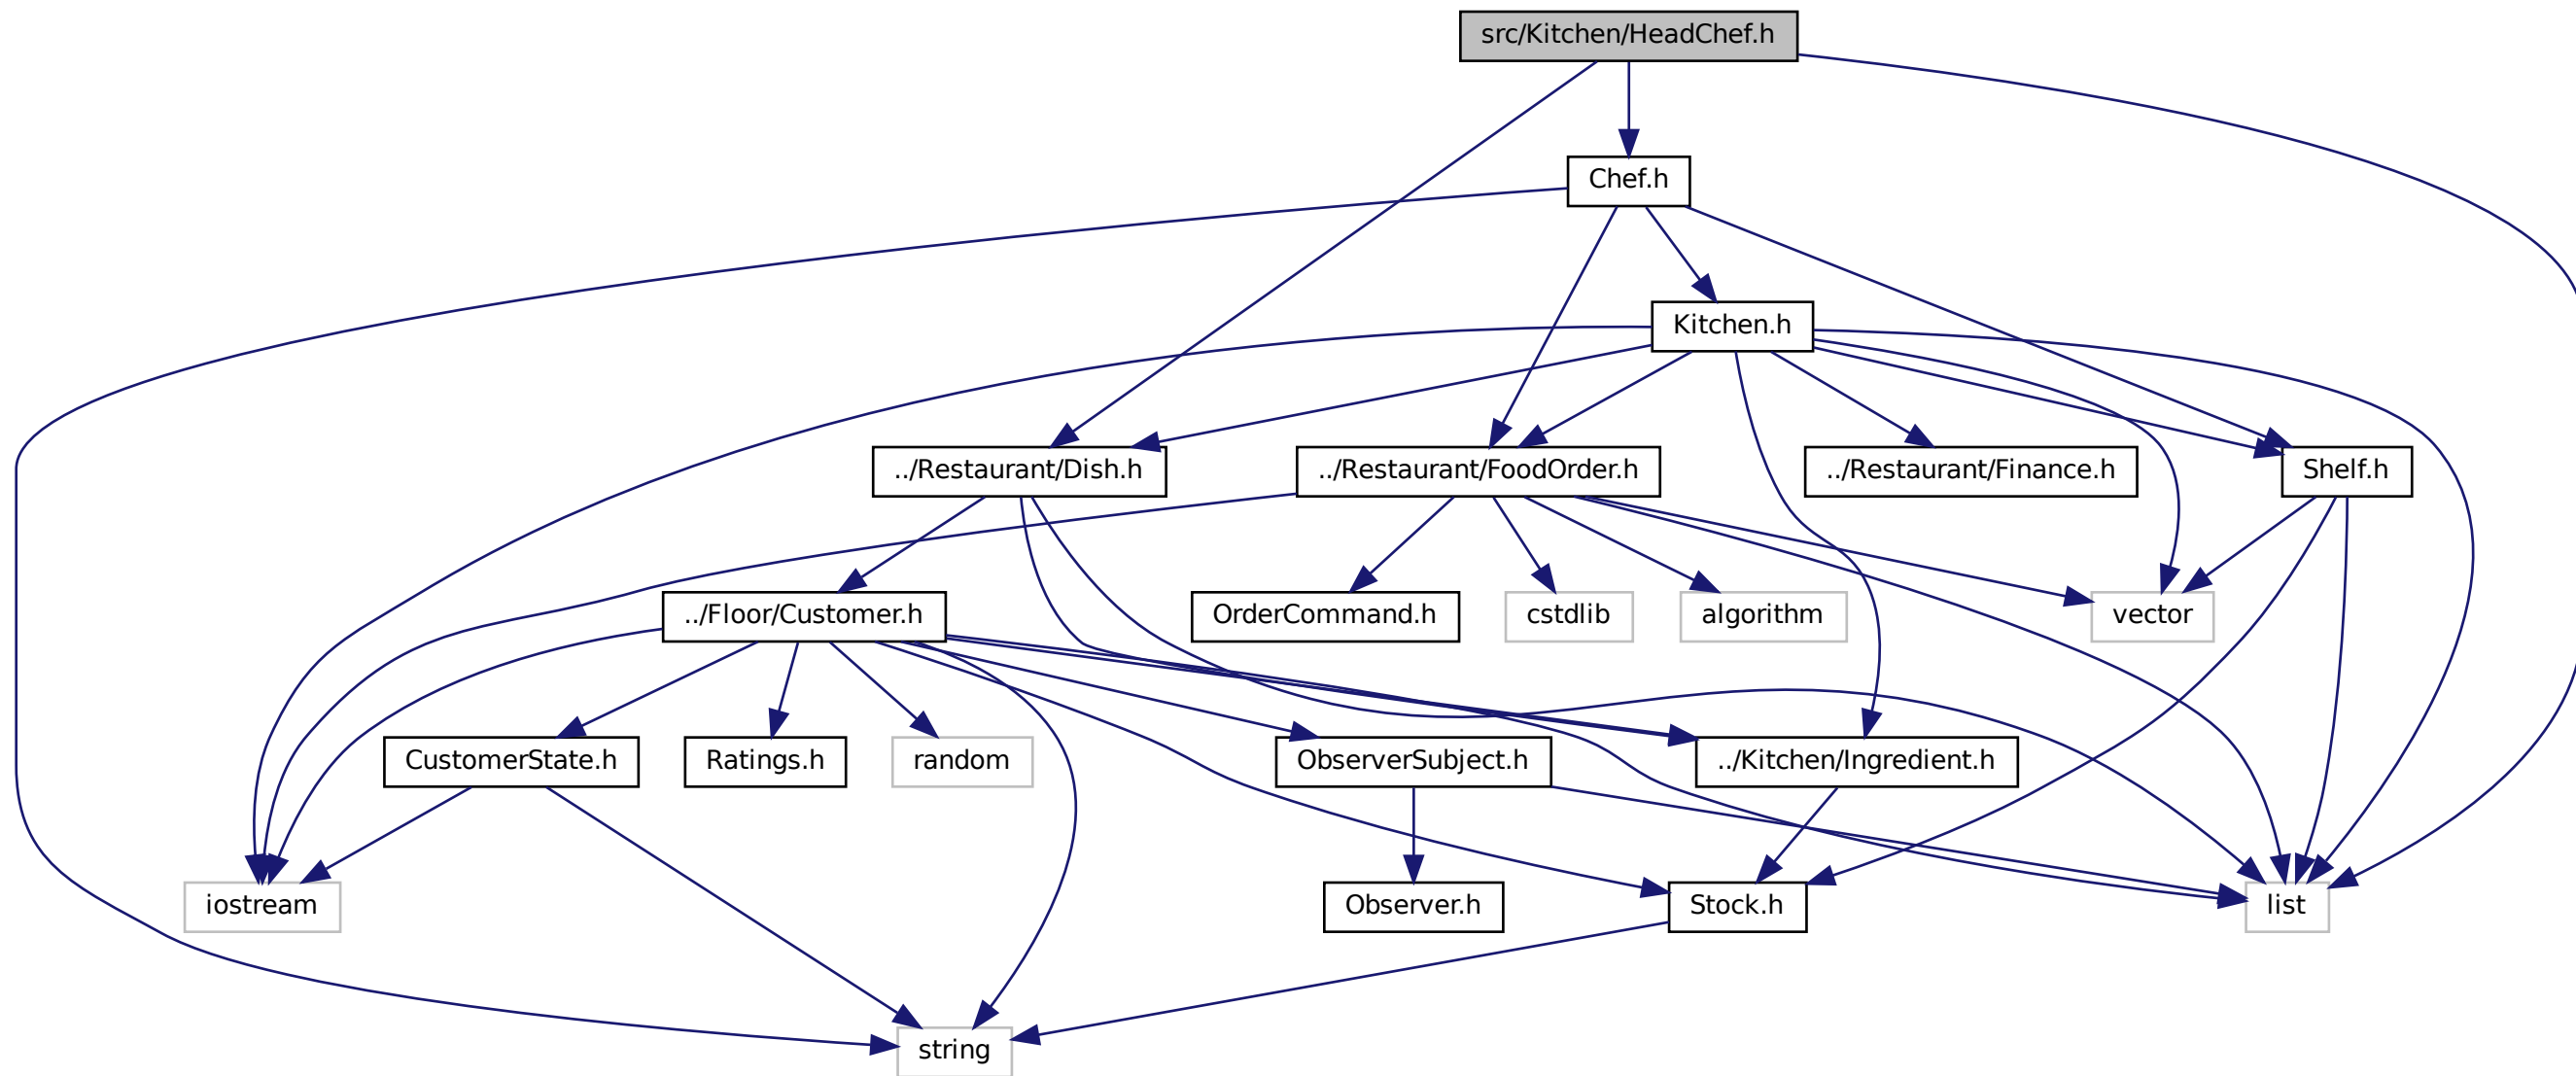 src/Kitchen/HeadChef.h
Chef.h
Kitchen.h
../Restaurant/Dish.h
../Restaurant/FoodOrder.h
../Restaurant/Finance.h
Shelf.h
../Floor/Customer.h
OrderCommand.h
cstdlib
algorithm
vector
CustomerState.h
Ratings.h
random
ObserverSubject.h
../Kitchen/Ingredient.h
iostream
Observer.h
Stock.h
list
string